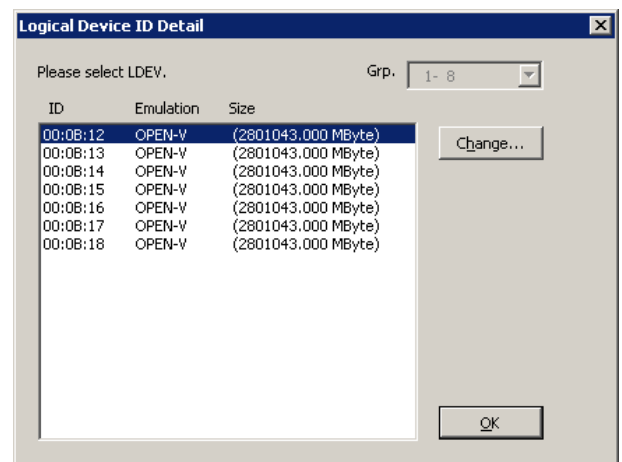 Logical Device ID Detail
Please select LDEV. Grp. 1- 8
ID Emulation Size
00:0B:12 OPEN-V (2801043.000 MByte)
00:0B:13 OPEN-V (2801043.000 MByte)
00:0B:14 OPEN-V (2801043.000 MByte)
00:0B:15 OPEN-V (2801043.000 MByte)
00:0B:16 OPEN-V (2801043.000 MByte)
00:0B:17 OPEN-V (2801043.000 MByte)
00:0B:18 OPEN-V (2801043.000 MByte)
Change...
OK